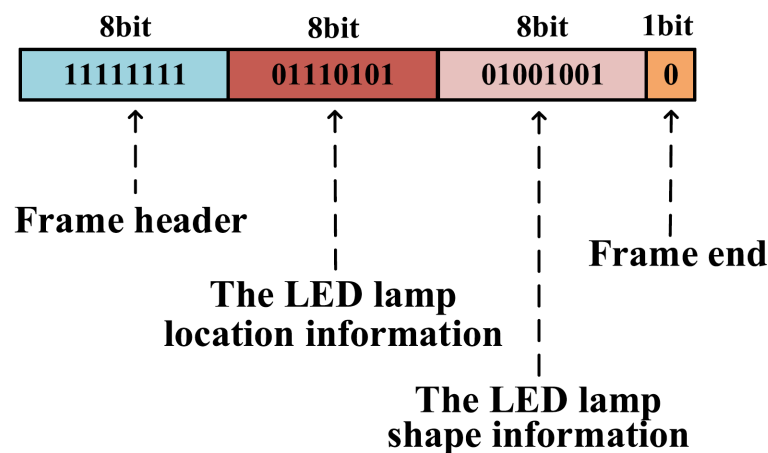 8bit 8bit 8bit 1bit
11111111 01110101 01001001 0
Frame header
Frame end
The LED lamp
location information
The LED lamp
shape information